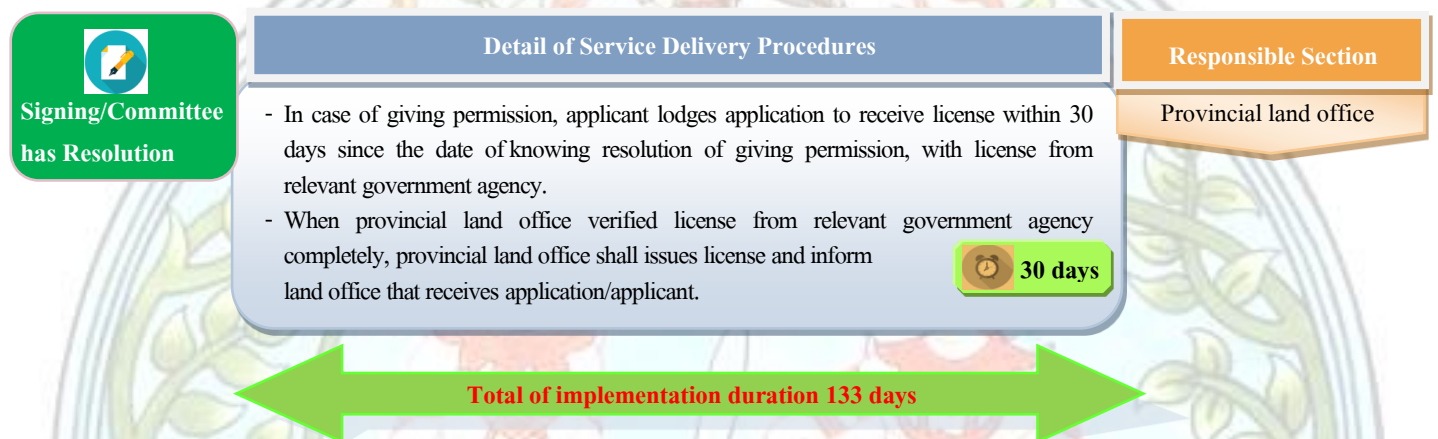 Signing/Committee
has Resolution
Detail of Service Delivery Procedures
Responsible Section
- In case of giving permission, applicant lodges application to receive license within 30
days since the date of knowing resolution of giving permission, with license from
relevant government agency.
- When provincial land office verified license from relevant government agency
completely, provincial land office shall issues license and inform
land office that receives application/applicant.
30 days
Provincial land office
Total of implementation duration 133 days